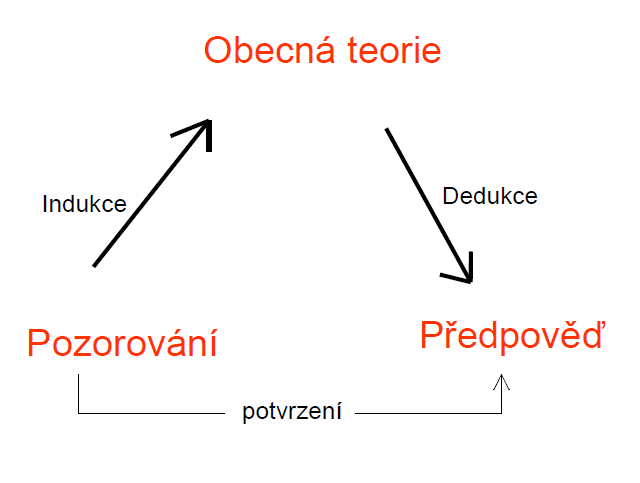 Obecná teorie
Indukce
Dedukce
Pozorování
Předpověď
potvrzení